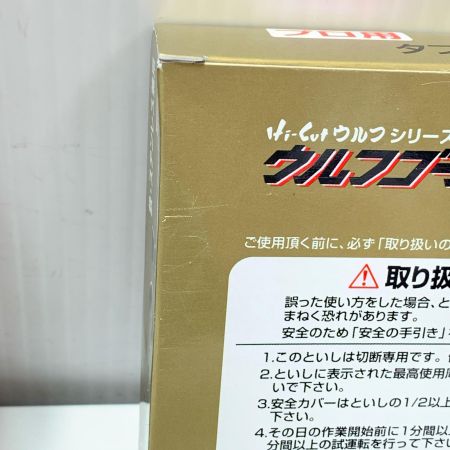 プロ用
Hi-Cut ウルフ シリーズ
ウルフゴ
ご使用頂く前に、必ず「取り扱いの
取り扱
誤った使い方をした場合、と
まねく恐れがあります。
安全のため「安全の手引き」
1.このといしは切断専用です。
2.といしに表示された最高使用周
いで下さい。
3.安全カバーはといしの1/2以上
4.その日の作業開始前に1分間以
分間以上の試運転を行って下さい